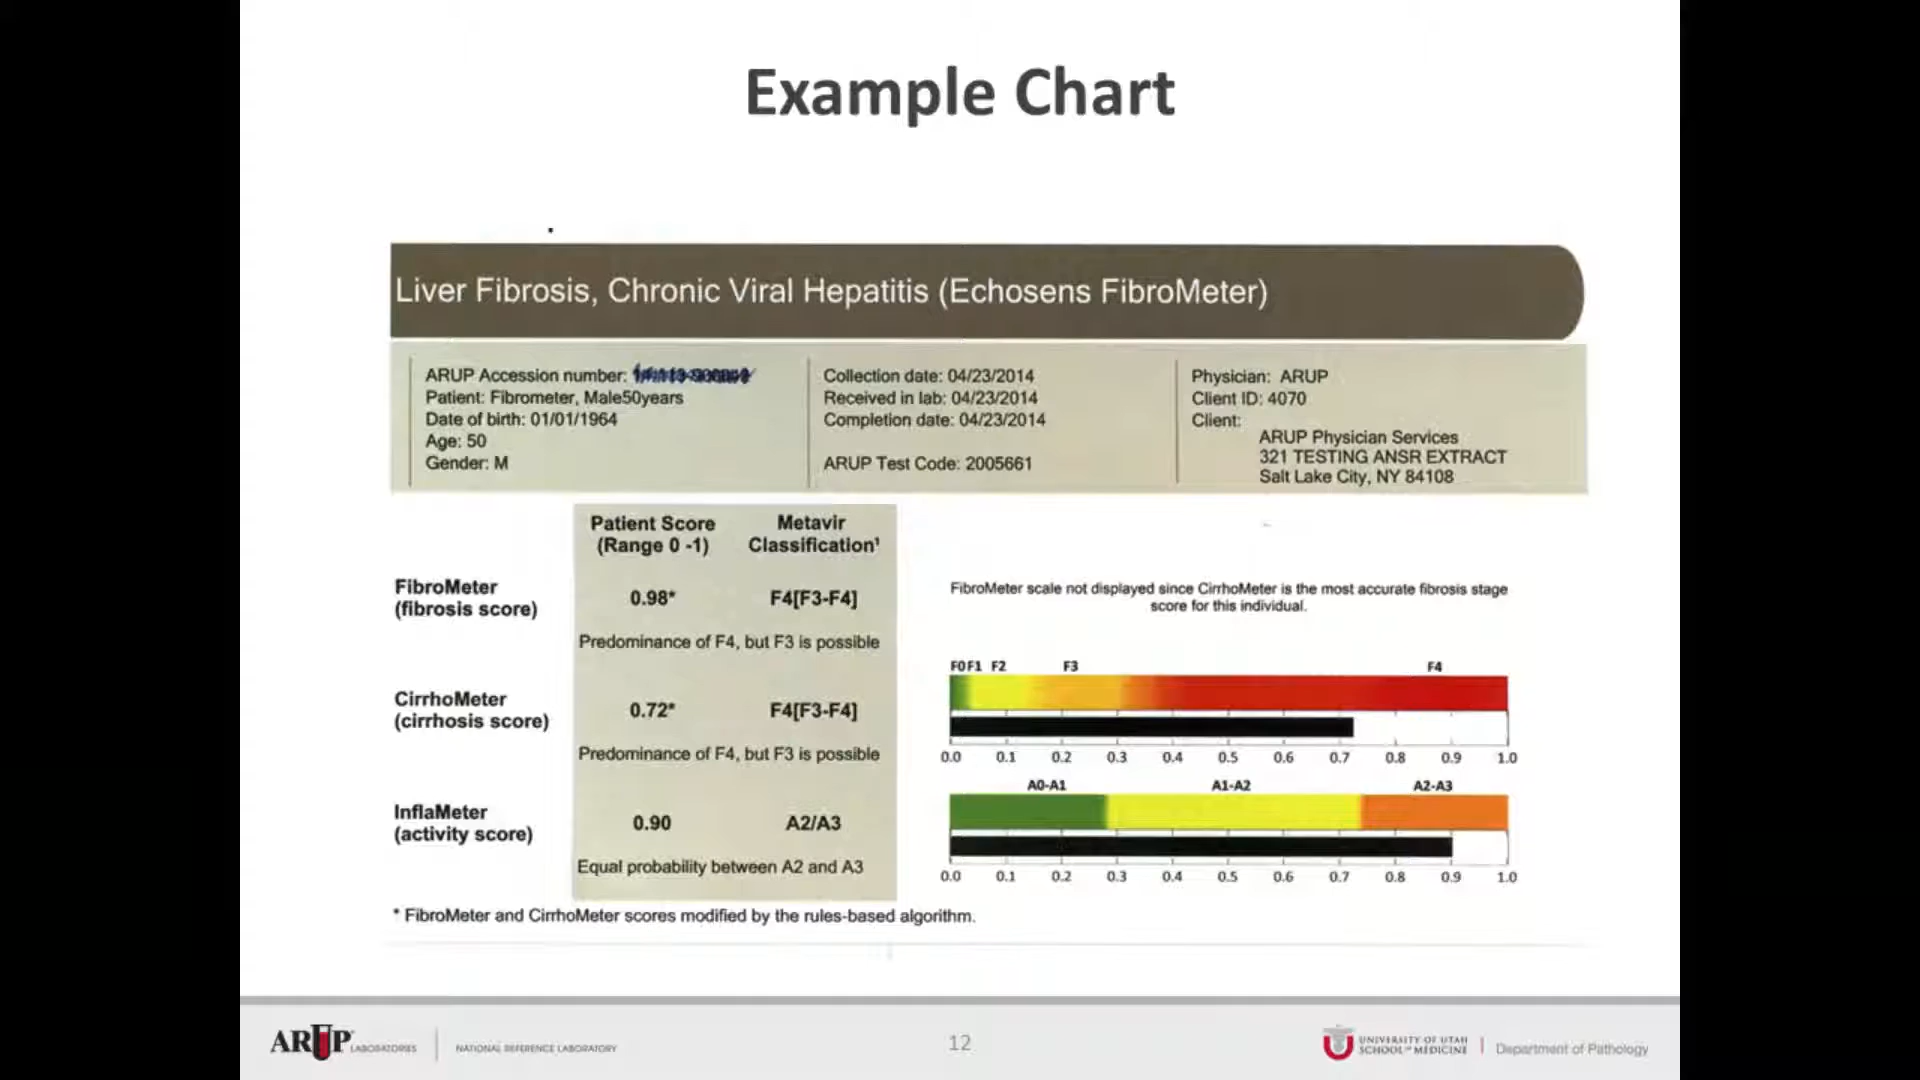 Example Chart
Liver Fibrosis, Chronic Viral Hepatitis (Echosens FibroMeter)
ARUP Accession number:
Patient: Fibrometer, Male50years
Date of birth: 01/01/1964
Age: 50
Gender: M
Collection date: 04/23/2014
Received in lab: 04/23/2014
Completion date: 04/23/2014
ARUP Test Code: 2005661
Physician: ARUP
Client ID: 4070
Client:
ARUP Physician Services
321 TESTING ANSR EXTRACT
Salt Lake City, NY 84108
Patient Score
(Range 0 -1)
Metavir
Classification¹
FibroMeter
(fibrosis score)
0.98*
F4[F3-F4]
Predominance of F4, but F3 is possible
CirrhoMeter
(cirrhosis score)
0.72*
F4[F3-F4]
Predominance of F4, but F3 is possible
InflaMeter
(activity score)
0.90
A2/A3
Equal probability between A2 and A3
FibroMeter scale not displayed since CirrhoMeter is the most accurate fibrosis stage
score for this individual.
F0 F1 F2 F3 F4
0.0 0.1 0.2 0.3 0.4 0.5 0.6 0.7 0.8 0.9 1.0
A0-A1 A1-A2 A2-A3
0.0 0.1 0.2 0.3 0.4 0.5 0.6 0.7 0.8 0.9 1.0
* FibroMeter and CirrhoMeter scores modified by the rules-based algorithm.
ARUP LABORATORIES
NATIONAL REFERENCE LABORATORY
12
UNIVERSITY OF UTAH
SCHOOL OF MEDICINE
Department of Pathology